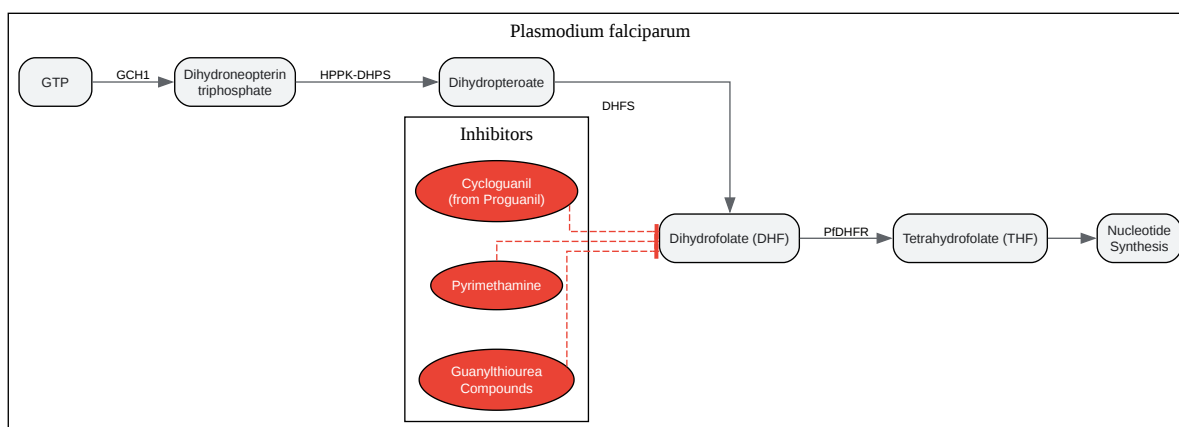 Plasmodium falciparum
GTP
GCH1
Dihydroneopterin
triphosphate
HPPK-DHPS
Dihydropteroate
DHFS
Inhibitors
Cycloguanil
(from Proguanil)
Pyrimethamine
Guanylthiourea
Compounds
Dihydrofolate (DHF)
PfDHFR
Tetrahydrofolate (THF)
Nucleotide
Synthesis